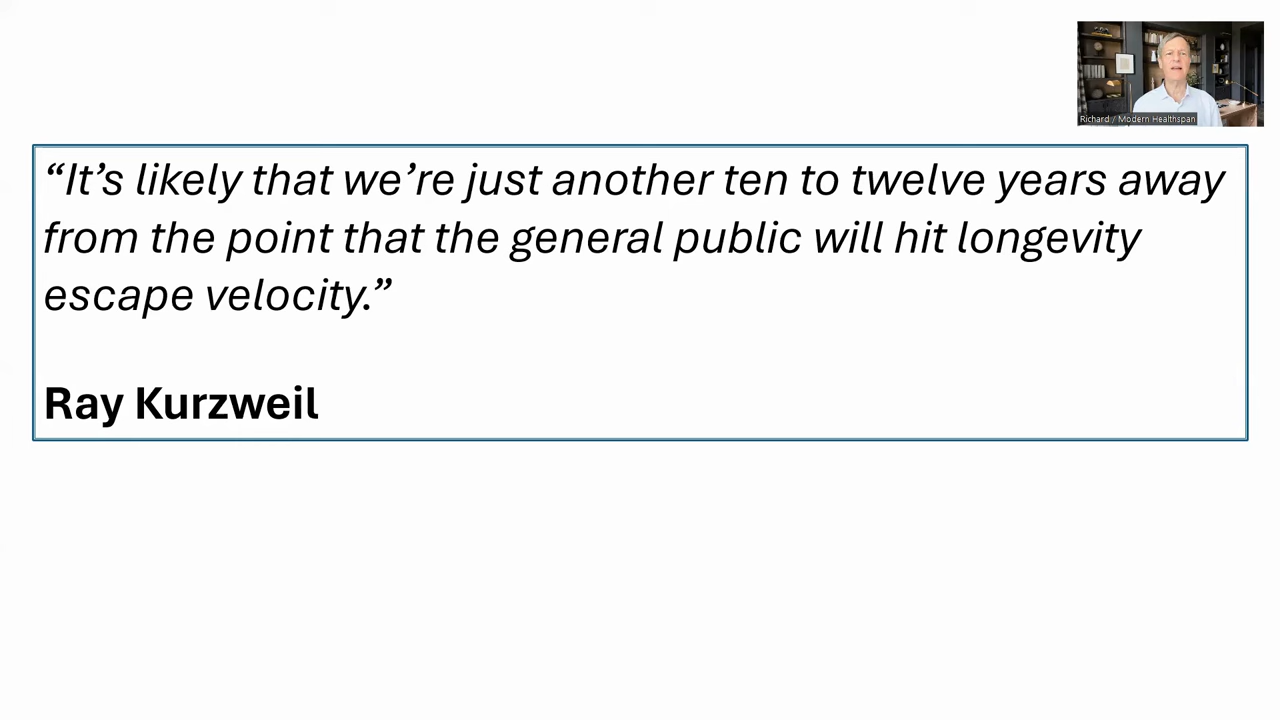 Richard / Modern Healthspan
“It’s likely that we’re just another ten to twelve years away
from the point that the general public will hit longevity
escape velocity.”
Ray Kurzweil